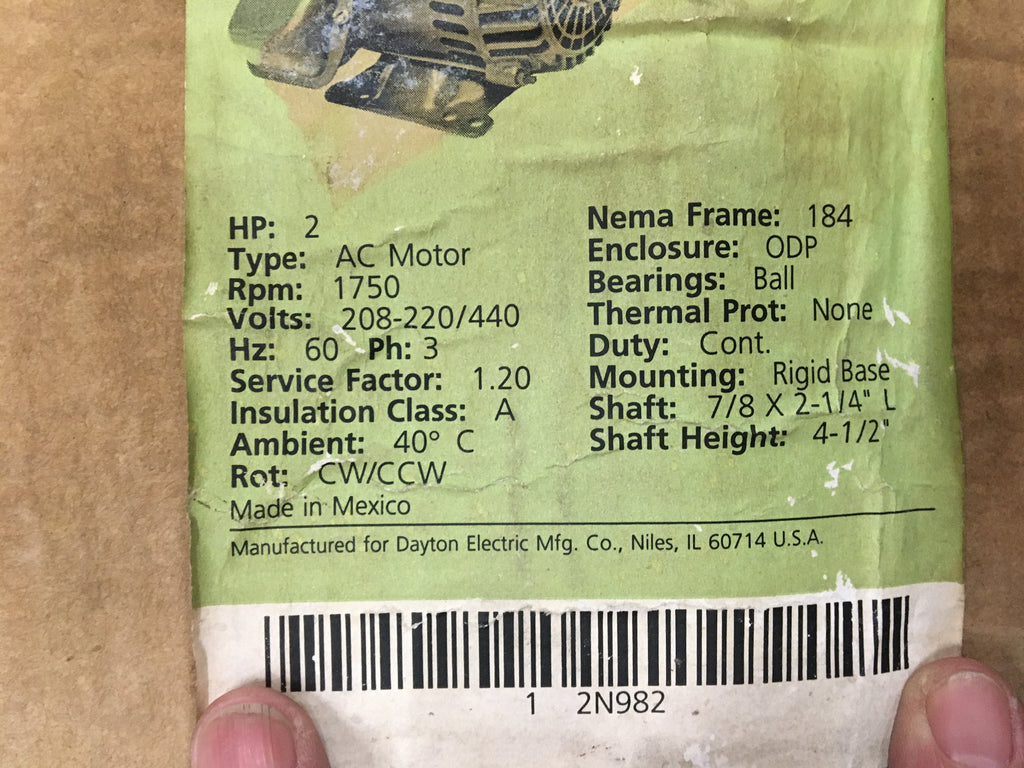 HP: 2
Type: AC Motor
Rpm: 1750
Volts: 208-220/440
Hz: 60 Ph: 3
Service Factor: 1.20
Insulation Class: A
Ambient: 40° C
Rot: CW/CCW
Made in Mexico
Nema Frame: 184
Enclosure: ODP
Bearings: Ball
Thermal Prot: None
Duty: Cont.
Mounting: Rigid Base
Shaft: 7/8 X 2-1/4" L
Shaft Height: 4-1/2"
Manufactured for Dayton Electric Mfg. Co., Niles, IL 60714 U.S.A.
1 2N982